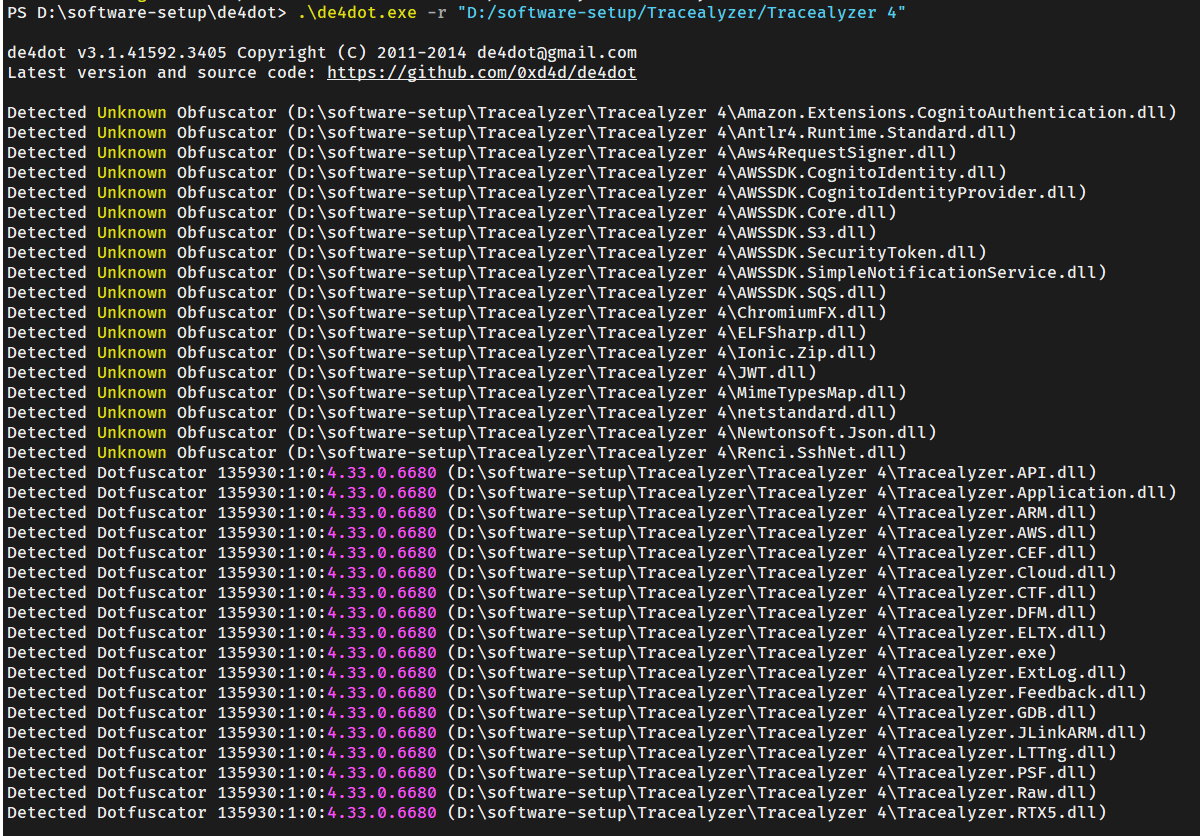 PS D:\software-setup\de4dot> .\de4dot.exe -r "D:/software-setup/Tracealyzer/Tracealyzer 4"
de4dot v3.1.41592.3405 Copyright (C) 2011-2014 de4dot@gmail.com
Latest version and source code: https://github.com/0xd4d/de4dot
Detected Unknown Obfuscator (D:\software-setup\Tracealyzer\Tracealyzer 4\Amazon.Extensions.CognitoAuthentication.dll)
Detected Unknown Obfuscator (D:\software-setup\Tracealyzer\Tracealyzer 4\Antlr4.Runtime.Standard.dll)
Detected Unknown Obfuscator (D:\software-setup\Tracealyzer\Tracealyzer 4\Aws4RequestSigner.dll)
Detected Unknown Obfuscator (D:\software-setup\Tracealyzer\Tracealyzer 4\AWSSDK.CognitoIdentity.dll)
Detected Unknown Obfuscator (D:\software-setup\Tracealyzer\Tracealyzer 4\AWSSDK.CognitoIdentityProvider.dll)
Detected Unknown Obfuscator (D:\software-setup\Tracealyzer\Tracealyzer 4\AWSSDK.Core.dll)
Detected Unknown Obfuscator (D:\software-setup\Tracealyzer\Tracealyzer 4\AWSSDK.S3.dll)
Detected Unknown Obfuscator (D:\software-setup\Tracealyzer\Tracealyzer 4\AWSSDK.SecurityToken.dll)
Detected Unknown Obfuscator (D:\software-setup\Tracealyzer\Tracealyzer 4\AWSSDK.SimpleNotificationService.dll)
Detected Unknown Obfuscator (D:\software-setup\Tracealyzer\Tracealyzer 4\AWSSDK.SQS.dll)
Detected Unknown Obfuscator (D:\software-setup\Tracealyzer\Tracealyzer 4\ChromiumFX.dll)
Detected Unknown Obfuscator (D:\software-setup\Tracealyzer\Tracealyzer 4\ELFSharp.dll)
Detected Unknown Obfuscator (D:\software-setup\Tracealyzer\Tracealyzer 4\Ionic.Zip.dll)
Detected Unknown Obfuscator (D:\software-setup\Tracealyzer\Tracealyzer 4\JWT.dll)
Detected Unknown Obfuscator (D:\software-setup\Tracealyzer\Tracealyzer 4\MimeTypesMap.dll)
Detected Unknown Obfuscator (D:\software-setup\Tracealyzer\Tracealyzer 4\netstandard.dll)
Detected Unknown Obfuscator (D:\software-setup\Tracealyzer\Tracealyzer 4\Newtonsoft.Json.dll)
Detected Unknown Obfuscator (D:\software-setup\Tracealyzer\Tracealyzer 4\Renci.SshNet.dll)
Detected Dotfuscator 135930:1:0:4.33.0.6680 (D:\software-setup\Tracealyzer\Tracealyzer 4\Tracealyzer.API.dll)
Detected Dotfuscator 135930:1:0:4.33.0.6680 (D:\software-setup\Tracealyzer\Tracealyzer 4\Tracealyzer.Application.dll)
Detected Dotfuscator 135930:1:0:4.33.0.6680 (D:\software-setup\Tracealyzer\Tracealyzer 4\Tracealyzer.ARM.dll)
Detected Dotfuscator 135930:1:0:4.33.0.6680 (D:\software-setup\Tracealyzer\Tracealyzer 4\Tracealyzer.AWS.dll)
Detected Dotfuscator 135930:1:0:4.33.0.6680 (D:\software-setup\Tracealyzer\Tracealyzer 4\Tracealyzer.CEF.dll)
Detected Dotfuscator 135930:1:0:4.33.0.6680 (D:\software-setup\Tracealyzer\Tracealyzer 4\Tracealyzer.Cloud.dll)
Detected Dotfuscator 135930:1:0:4.33.0.6680 (D:\software-setup\Tracealyzer\Tracealyzer 4\Tracealyzer.CTF.dll)
Detected Dotfuscator 135930:1:0:4.33.0.6680 (D:\software-setup\Tracealyzer\Tracealyzer 4\Tracealyzer.DFM.dll)
Detected Dotfuscator 135930:1:0:4.33.0.6680 (D:\software-setup\Tracealyzer\Tracealyzer 4\Tracealyzer.ELTX.dll)
Detected Dotfuscator 135930:1:0:4.33.0.6680 (D:\software-setup\Tracealyzer\Tracealyzer 4\Tracealyzer.exe)
Detected Dotfuscator 135930:1:0:4.33.0.6680 (D:\software-setup\Tracealyzer\Tracealyzer 4\Tracealyzer.ExtLog.dll)
Detected Dotfuscator 135930:1:0:4.33.0.6680 (D:\software-setup\Tracealyzer\Tracealyzer 4\Tracealyzer.Feedback.dll)
Detected Dotfuscator 135930:1:0:4.33.0.6680 (D:\software-setup\Tracealyzer\Tracealyzer 4\Tracealyzer.GDB.dll)
Detected Dotfuscator 135930:1:0:4.33.0.6680 (D:\software-setup\Tracealyzer\Tracealyzer 4\Tracealyzer.JLinkARM.dll)
Detected Dotfuscator 135930:1:0:4.33.0.6680 (D:\software-setup\Tracealyzer\Tracealyzer 4\Tracealyzer.LTTng.dll)
Detected Dotfuscator 135930:1:0:4.33.0.6680 (D:\software-setup\Tracealyzer\Tracealyzer 4\Tracealyzer.PSF.dll)
Detected Dotfuscator 135930:1:0:4.33.0.6680 (D:\software-setup\Tracealyzer\Tracealyzer 4\Tracealyzer.Raw.dll)
Detected Dotfuscator 135930:1:0:4.33.0.6680 (D:\software-setup\Tracealyzer\Tracealyzer 4\Tracealyzer.RTX5.dll)